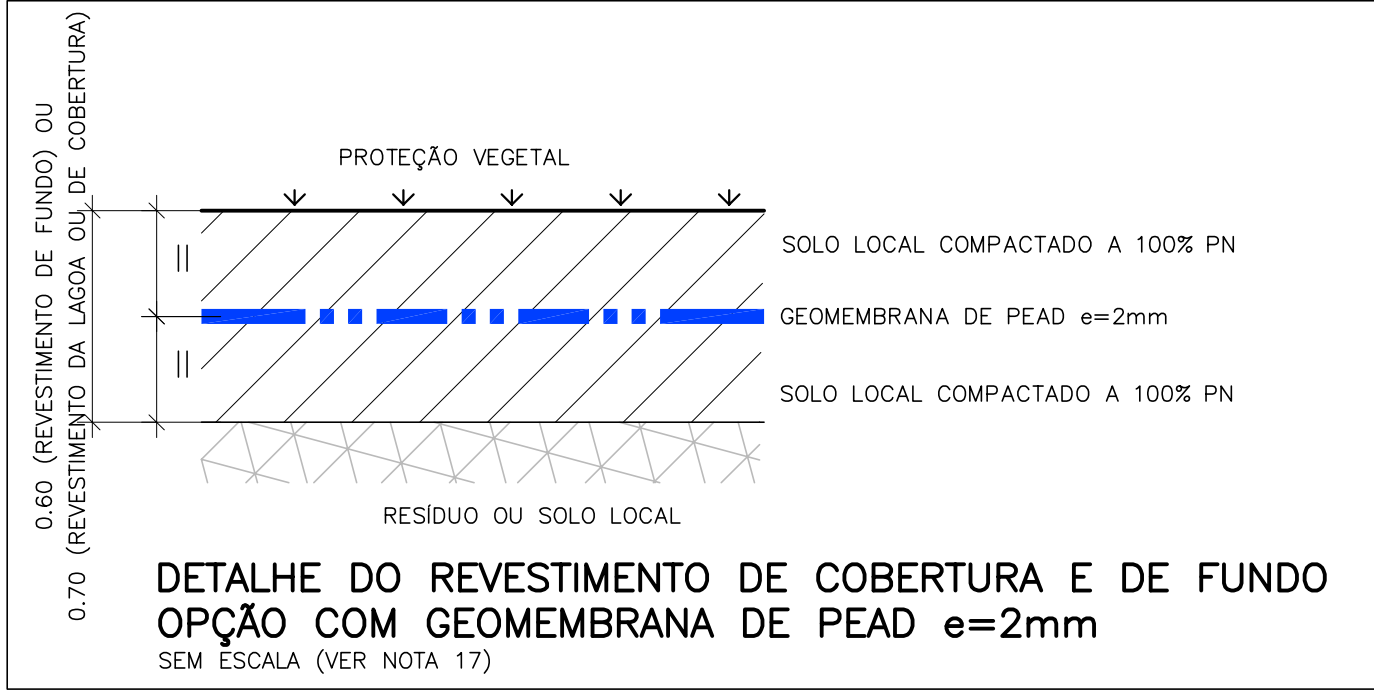 0.60 (REVESTIMENTO DE FUNDO) OU
0.70 (REVESTIMENTO DA LAGOA OU DE COBERTURA)
PROTEÇÃO VEGETAL
SOLO LOCAL COMPACTADO A 100% PN
GEOMEMBRANA DE PEAD e=2mm
SOLO LOCAL COMPACTADO A 100% PN
RESÍDUO OU SOLO LOCAL
DETALHE DO REVESTIMENTO DE COBERTURA E DE FUNDO
OPÇÃO COM GEOMEMBRANA DE PEAD e=2mm
SEM ESCALA (VER NOTA 17)